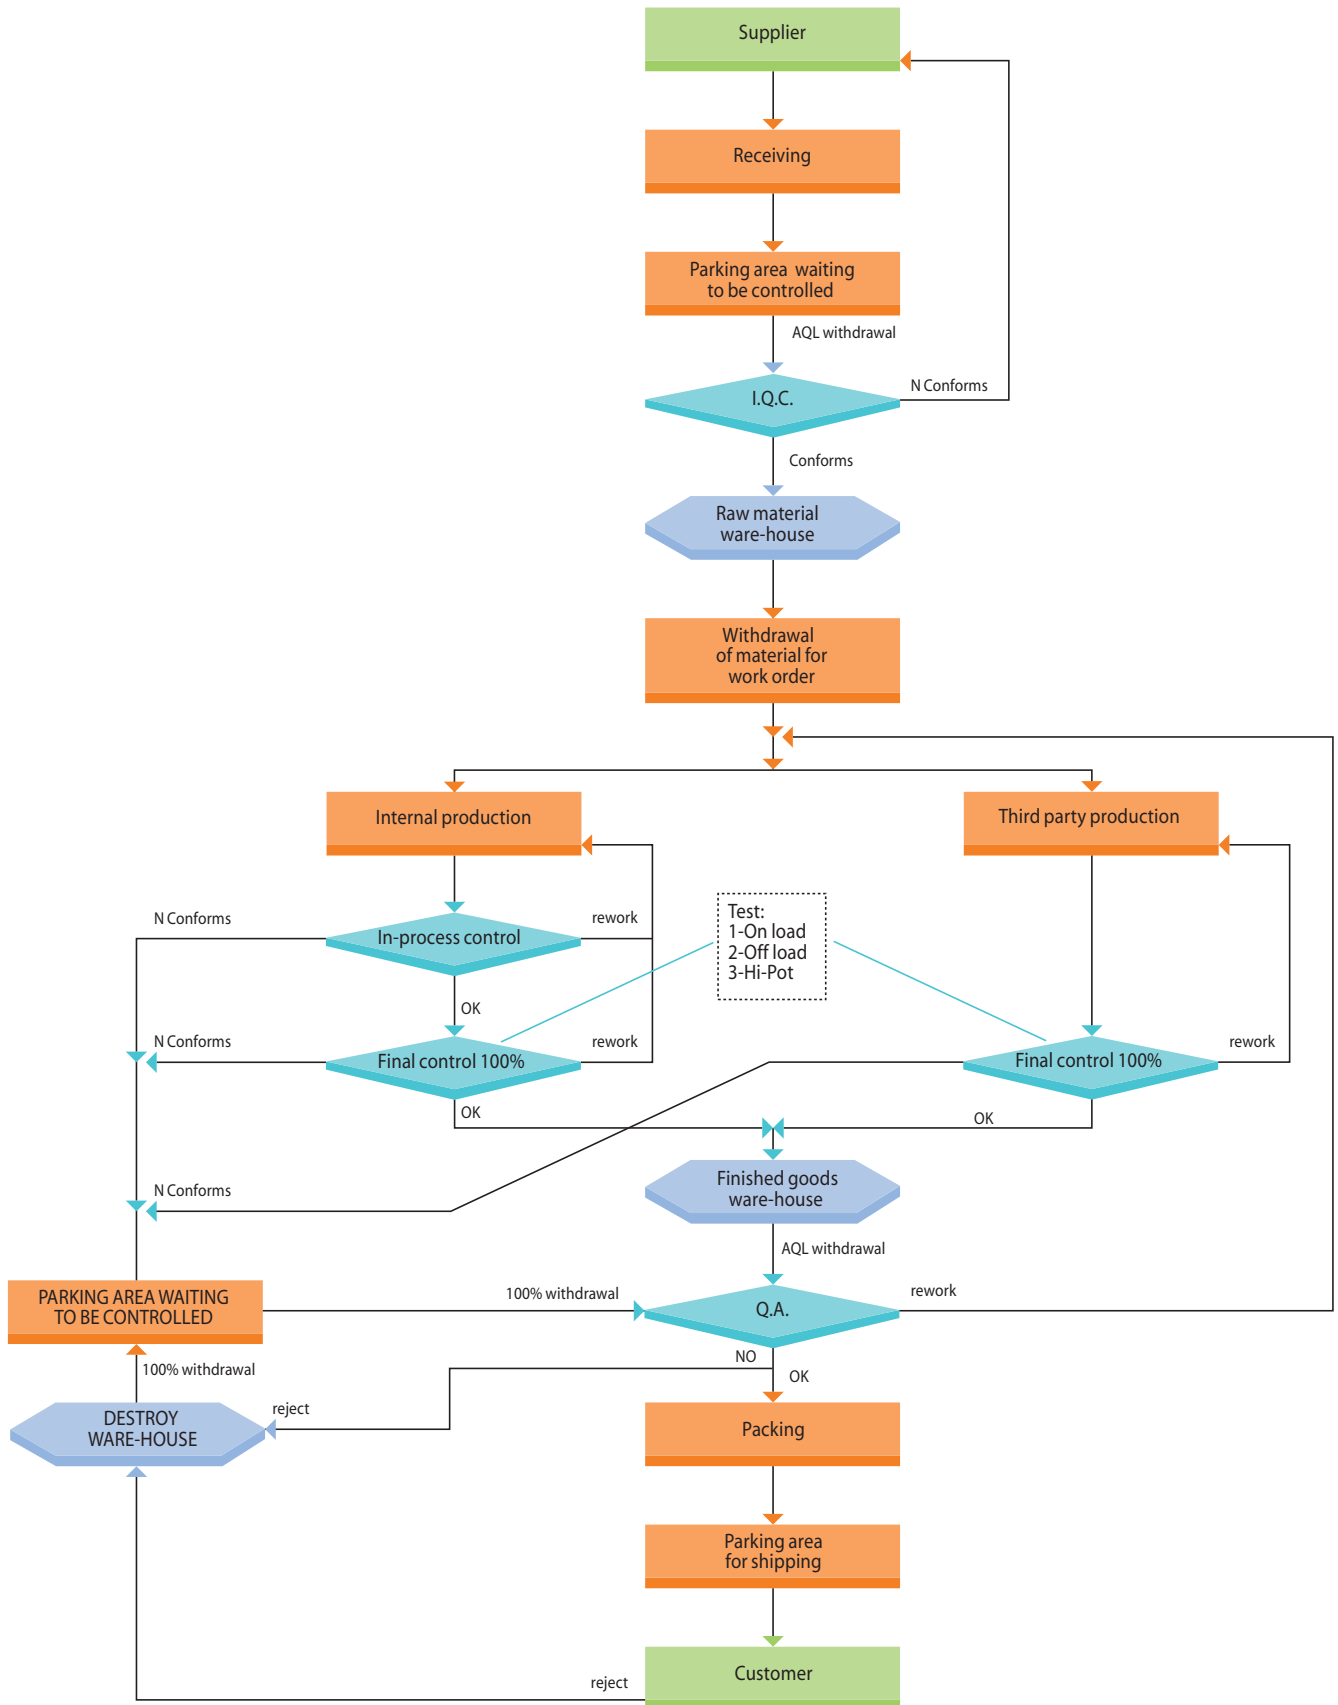 Supplier
Receiving
Parking area waiting
to be controlled
AQL withdrawal
I.Q.C.
N Conforms
Conforms
Raw material
ware-house
Withdrawal
of material for
work order
Internal production
Third party production
N Conforms
In-process control
rework
Test:
1-On load
2-Off load
3-Hi-Pot
OK
N Conforms
Final control 100%
rework
Final control 100%
rework
OK
OK
Finished goods
ware-house
N Conforms
AQL withdrawal
PARKING AREA WAITING
TO BE CONTROLLED
100% withdrawal
Q.A.
rework
NO
OK
100% withdrawal
DESTROY
WARE-HOUSE
reject
Packing
Parking area
for shipping
reject
Customer